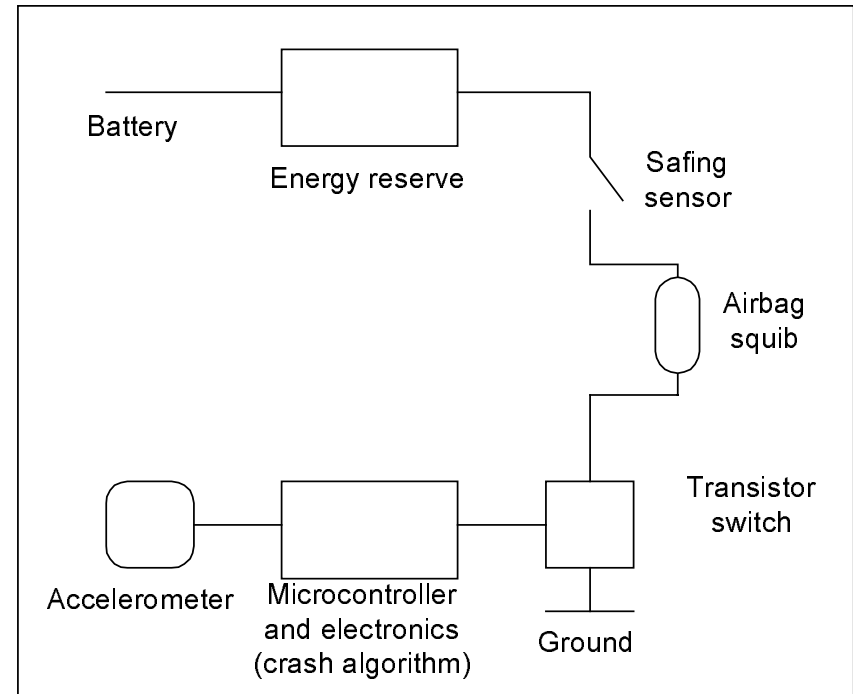 Battery
Energy reserve
Safing
sensor
Airbag
squib
Transistor
switch
Accelerometer
Microcontroller
and electronics
(crash algorithm)
Ground